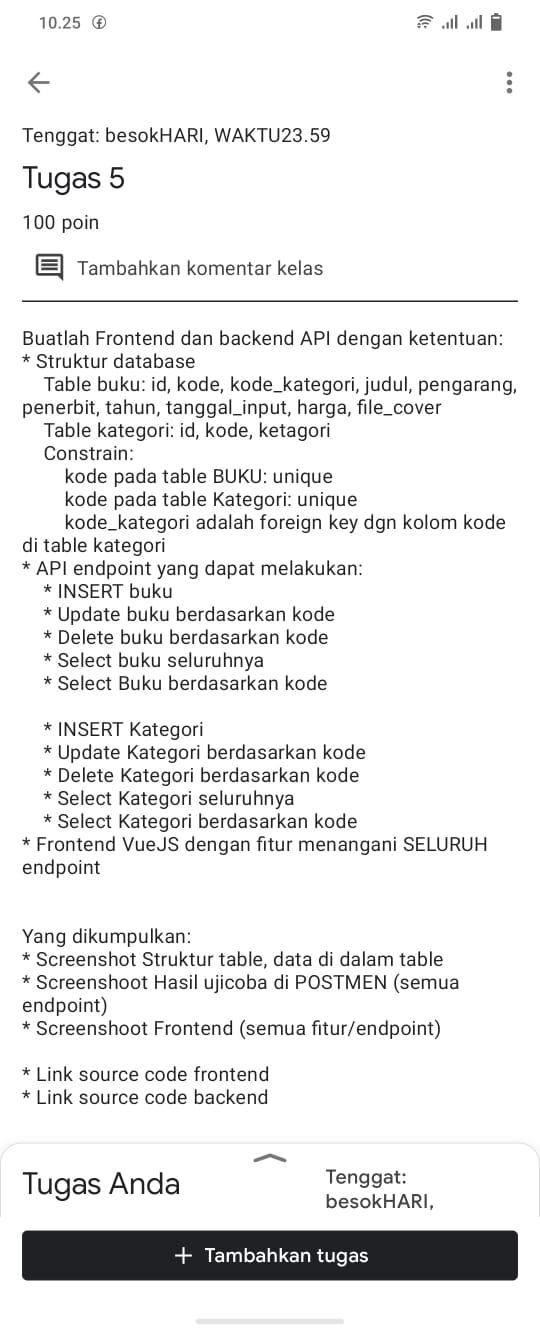 10.25
Tenggat: besokHARI, WAKTU23.59
Tugas 5
100 poin
Tambahkan komentar kelas
Buatlah Frontend dan backend API dengan ketentuan:
* Struktur database
Table buku: id, kode, kode_kategori, judul, pengarang,
penerbit, tahun, tanggal_input, harga, file_cover
Table kategori: id, kode, ketagori
Constrain:
kode pada table BUKU: unique
kode pada table Kategori: unique
kode_kategori adalah foreign key dgn kolom kode
di table kategori
* API endpoint yang dapat melakukan:
* INSERT buku
* Update buku berdasarkan kode
* Delete buku berdasarkan kode
* Select buku seluruhnya
* Select Buku berdasarkan kode
* INSERT Kategori
* Update Kategori berdasarkan kode
* Delete Kategori berdasarkan kode
* Select Kategori seluruhnya
* Select Kategori berdasarkan kode
* Frontend VueJS dengan fitur menangani SELURUH
endpoint
Yang dikumpulkan:
* Screenshot Struktur table, data di dalam table
* Screenshoot Hasil ujicoba di POSTMEN (semua
endpoint)
* Screenshoot Frontend (semua fitur/endpoint)
* Link source code frontend
* Link source code backend
Tugas Anda
Tenggat:
besokHARI,
+ Tambahkan tugas